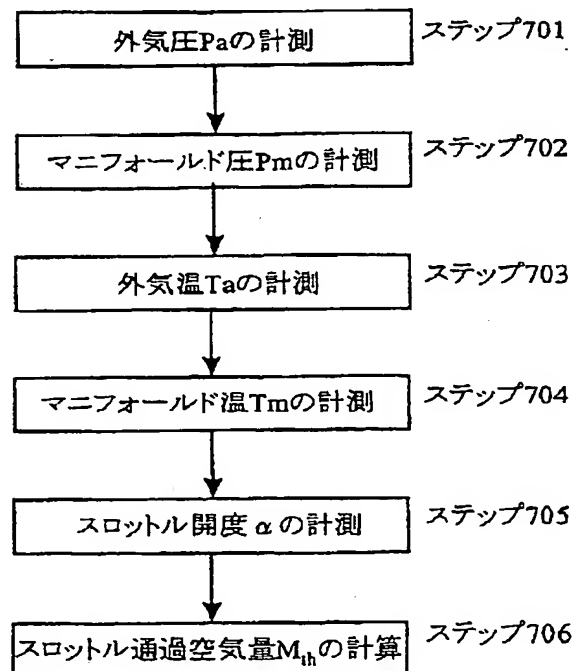 外気圧Paの計測
ステップ701
マニフォールド圧Pmの計測
ステップ702
外気温Taの計測
ステップ703
マニフォールド温Tmの計測
ステップ704
スロットル開度αの計測
ステップ705
スロットル通過空気量Mthの計算
ステップ706